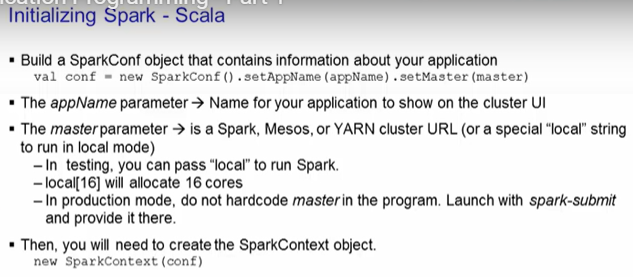 Initializing Spark - Scala
▪ Build a SparkConf object that contains information about your application
val conf = new SparkConf().setAppName(appName).setMaster(master)
▪ The appName parameter → Name for your application to show on the cluster UI
▪ The master parameter → is a Spark, Mesos, or YARN cluster URL (or a special “local” string
to run in local mode)
– In testing, you can pass “local” to run Spark.
– local[16] will allocate 16 cores
– In production mode, do not hardcode master in the program. Launch with spark-submit
and provide it there.
▪ Then, you will need to create the SparkContext object.
new SparkContext(conf)